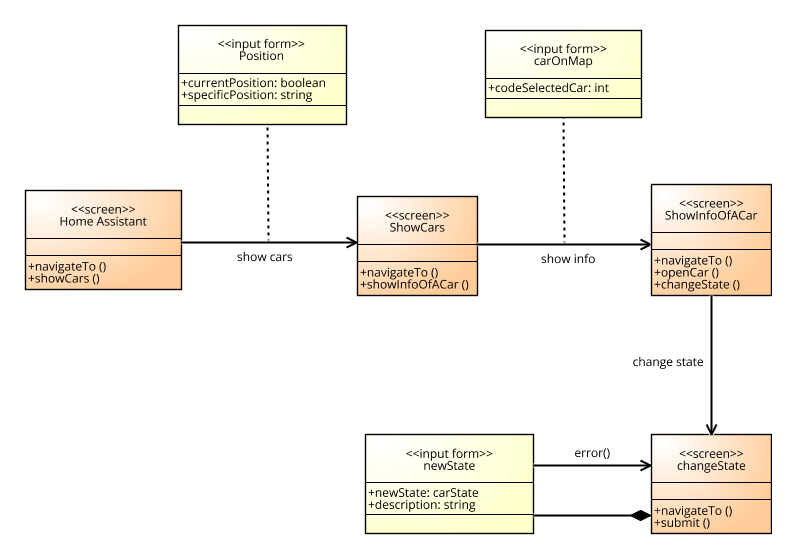 <<input form>>
Position
+currentPosition: boolean
+specificPosition: string
<<input form>>
carOnMap
+codeSelectedCar: int
<<screen>>
Home Assistant
+navigateTo ()
+showCars ()
show cars
<<screen>>
ShowCars
+navigateTo ()
+showInfoOfACar ()
show info
<<screen>>
ShowInfoOfACar
+navigateTo ()
+openCar ()
+changeState ()
change state
<<input form>>
newState
+newState: carState
+description: string
error()
<<screen>>
changeState
+navigateTo ()
+submit ()